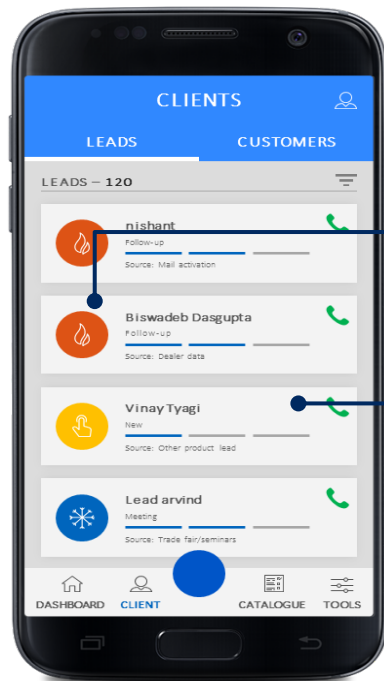 CLIENTS
LEADS CUSTOMERS
LEADS – 120
nishant
Follow-up
Source: Mail activation
Biswadeb Dasgupta
Follow-up
Source: Dealer data
Vinay Tyagi
New
Source: Other product lead
Lead arvind
Meeting
Source: Trade fair/seminars
DASHBOARD CLIENT CATALOGUE TOOLS